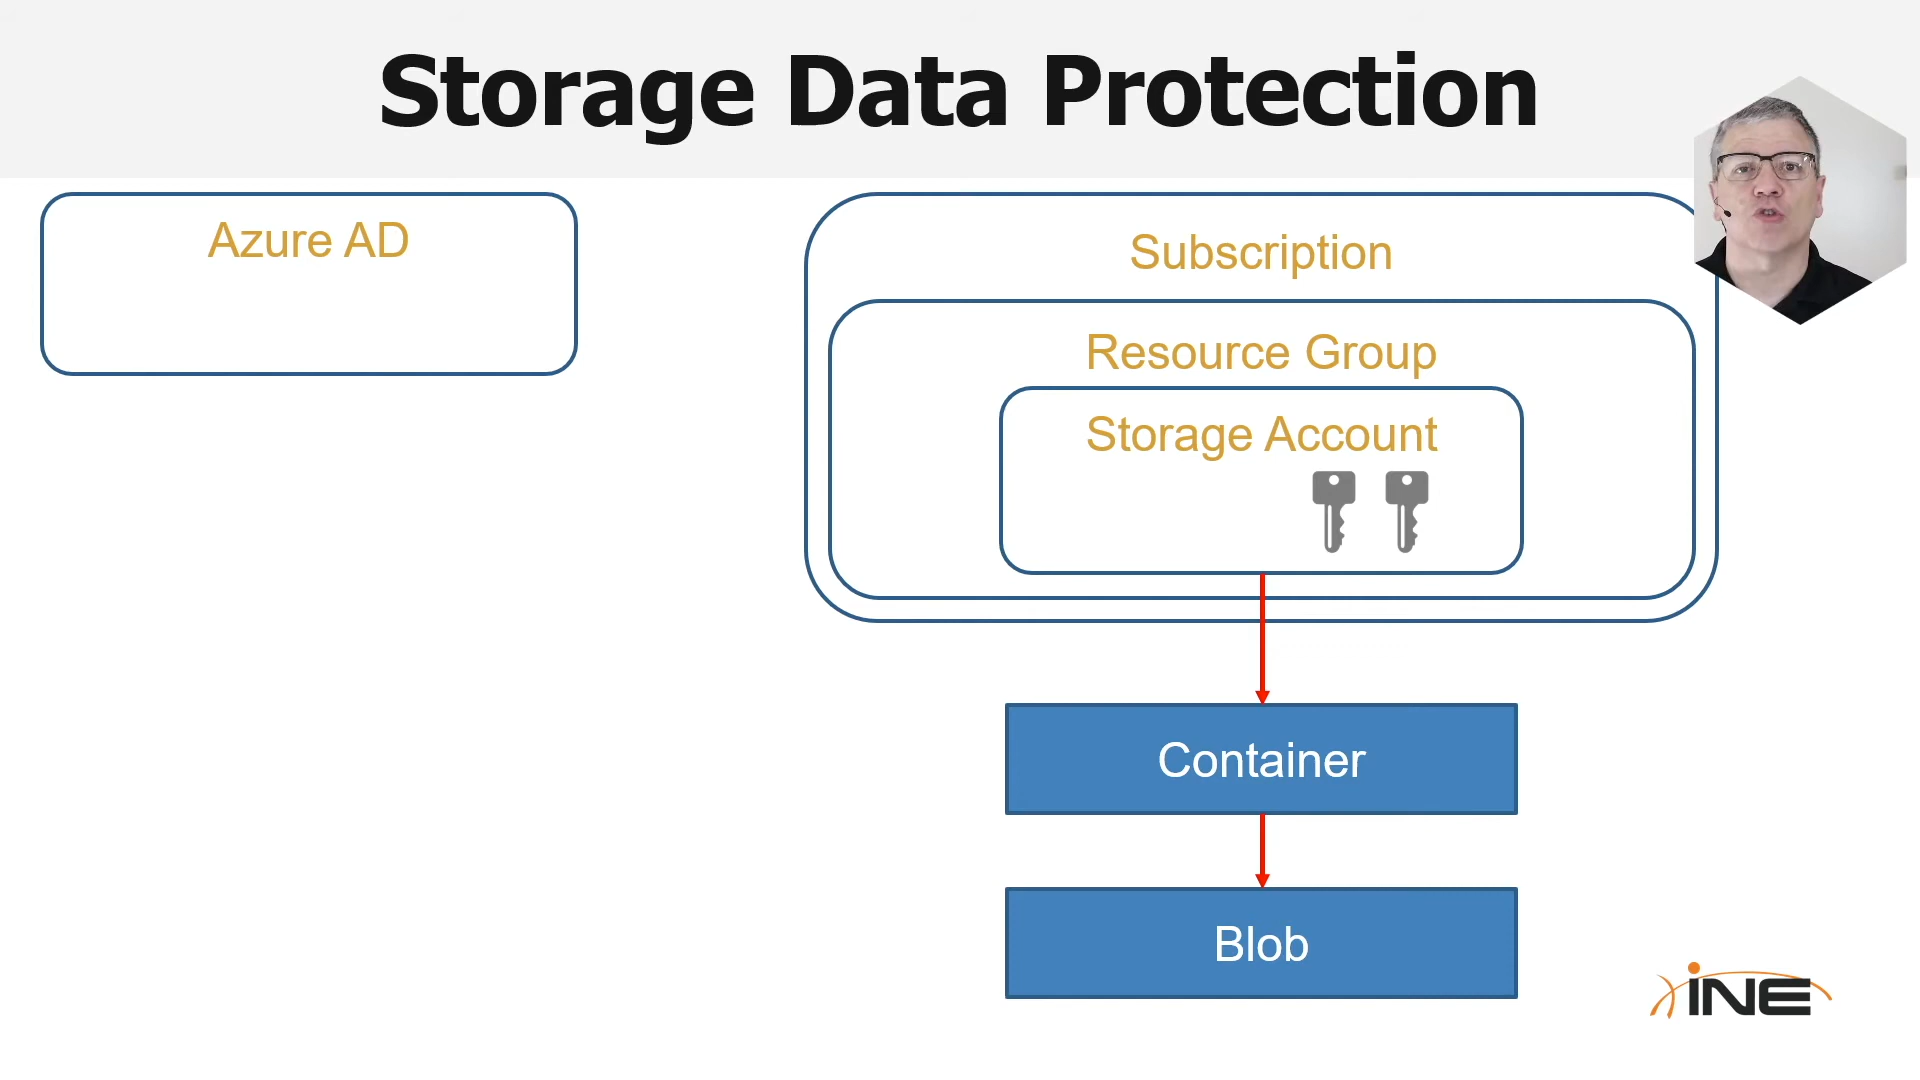 Storage Data Protection
Azure AD
Subscription
Resource Group
Storage Account
Container
Blob
iNE